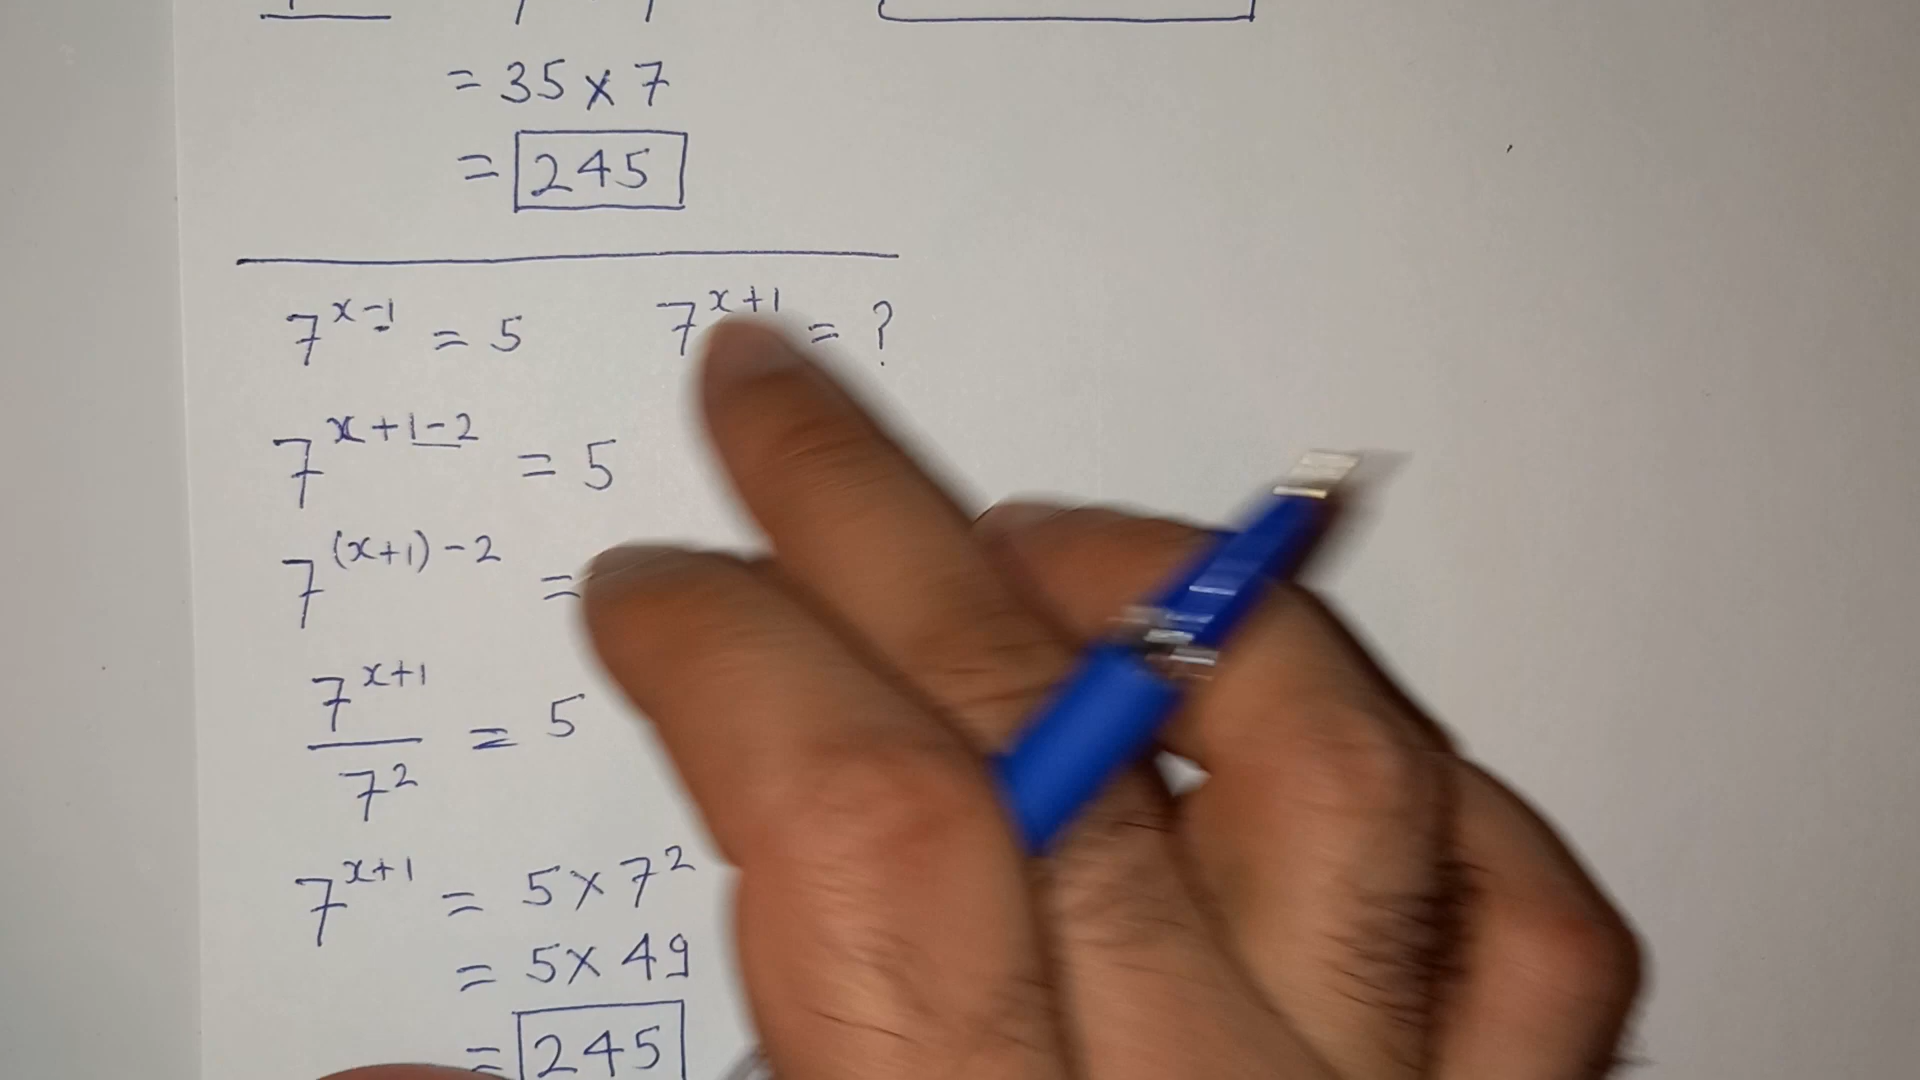 = 35 × 7
= 245
7^{x-1} = 5 7^{x+1} = ?
7^{x+1-2} = 5
7^{(x+1)-2} =
7^{x+1}/7^2 = 5
7^{x+1} = 5 × 7^2
= 5 × 49
= 245